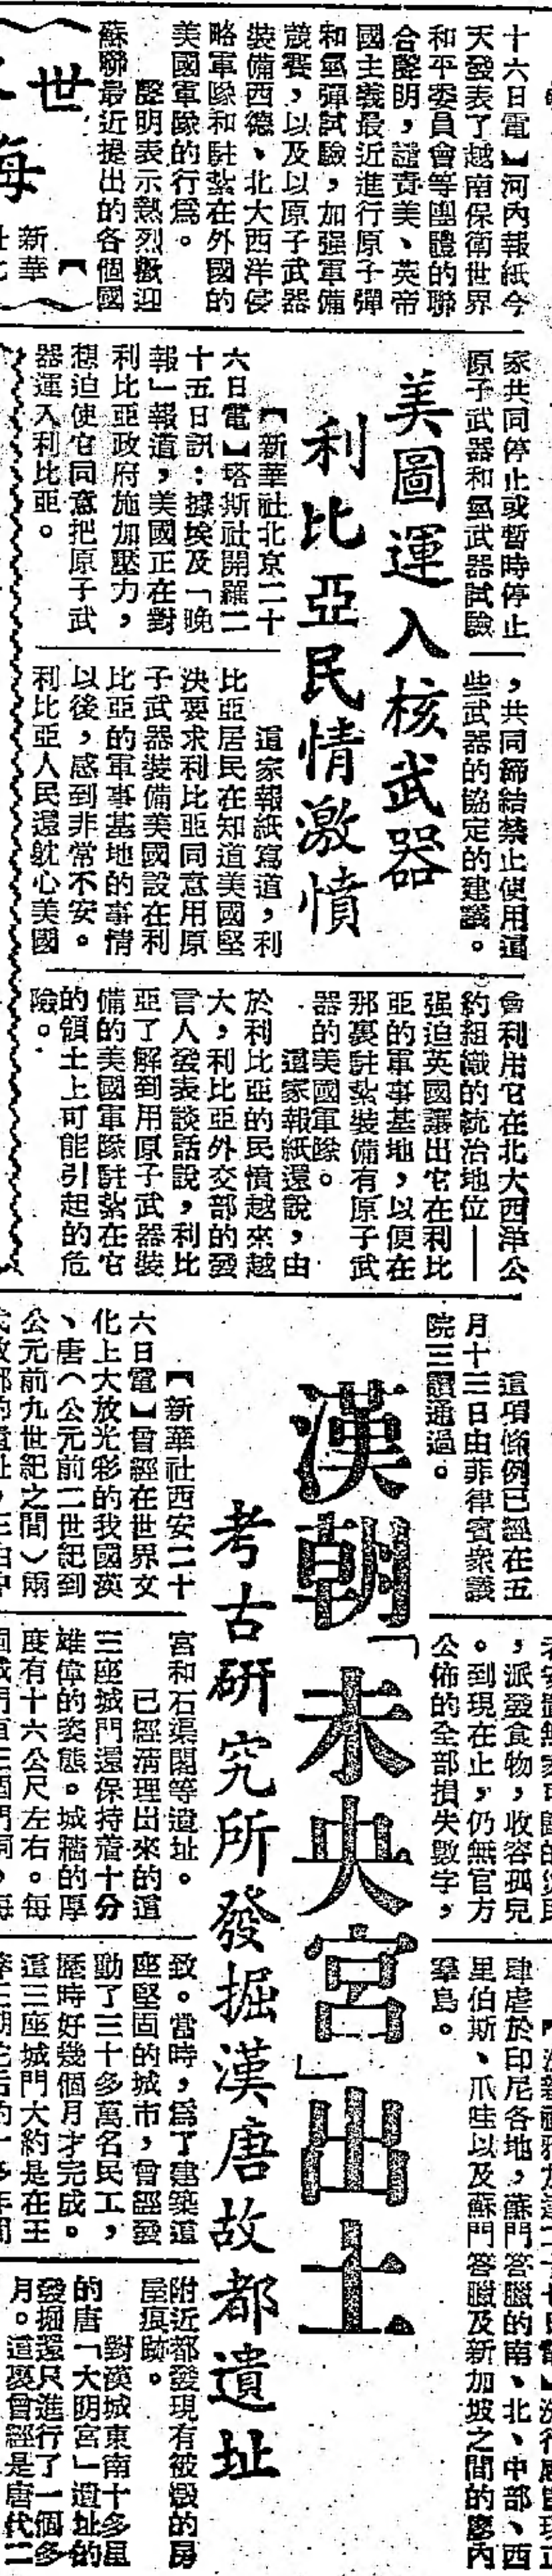 十六日電】河內報紙今
天發表了越南保衛世界
和平委員會等團體的聯
合聲明，譴責美、英帝
國主義最近進行原子彈
和氫彈試驗，加强軍備
競賽，以及以原子武器
裝備西德、北大西洋侵
略軍隊和駐紮在外國的
美國軍隊的行爲。
聲明表示熱烈歡迎
蘇聯最近提出的各個國
世
海
【
新華
家共同停止或暫時停止
原子武器和氫武器試驗
，共同締結禁止使用這
些武器的協定的建議。
美圖運入核武器
利比亞民情激憤
【新華社北京二十
六日電】塔斯社開羅二
十五日訊：據埃及「晚
報」報道，美國正在對
利比亞政府施加壓力，
想迫使它同意把原子武
器運入利比亞。
這家報紙寫道，利
比亞居民在知道美國堅
決要求利比亞同意用原
子武器裝備美國設在利
比亞的軍事基地的事情
以後，感到非常不安。
利比亞人民還躭心美國
會利用它在北大西洋公
約組織的統治地位——
强迫英國讓出它在利比
亞的軍事基地，以便在
那裏駐紮裝備有原子武
器的美國軍隊。
這家報紙還說，由
於利比亞的民憤越來越
大，利比亞外交部的發
言人發表談話說，利比
亞了解到用原子武器裝
備的美國軍隊駐紮在它
的領土上可能引起的危
險。
這項條例已經在五
月十三日由菲律賓衆議
院三讀通過。
，派發食物，收容孤兒
。到現在止，仍無官方
公佈的全部損失數字，
肆虐於印尼各地，蘇門答臘的南、北、中部、西
里伯斯、爪哇以及蘇門答臘及新加坡之間的廖內
羣島。
漢朝「未央宮」出土
考古研究所發掘漢唐故都遺址
【新華社西安二十
六日電】曾經在世界文
化上大放光彩的我國漢
、唐（公元前二世紀到
公元前九世紀之間）兩
宮和石渠閣等遺址。
已經清理出來的這
三座城門還保持蓍十分
雄偉的姿態。城牆的厚
度有十六公尺左右。每
致。當時，爲了建築這
座堅固的城市，曾經發
動了三十多萬名民工，
歷時好幾個月才完成。
這三座城門大約是在王
附近都發現有被燬的房
屋痕跡。
對漢城東南十多里
的唐「大明宮」遺址的
發掘還只進行了一個多
月。這裏曾經是唐代二